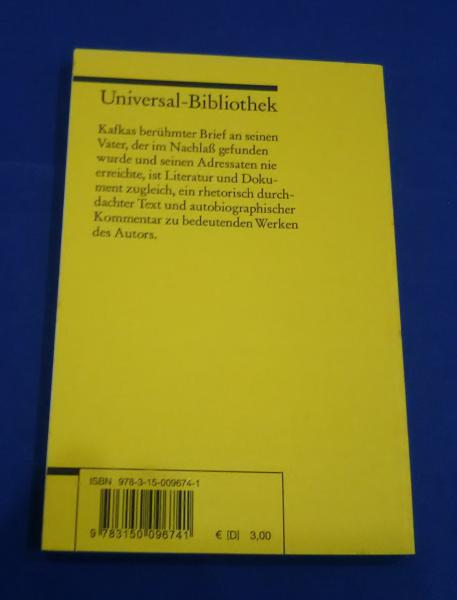 Universal-Bibliothek
Kafkas berühmter Brief an seinen
Vater, der im Nachlaß gefunden
wurde und seinen Adressaten nie
erreichte, ist Literatur und Doku-
ment zugleich, ein rhetorisch durch-
dachter Text und autobiographischer
Kommentar zu bedeutenden Werken
des Autors.
ISBN 978-3-15-009674-1
9 783150 096741
€ [D] 3,00